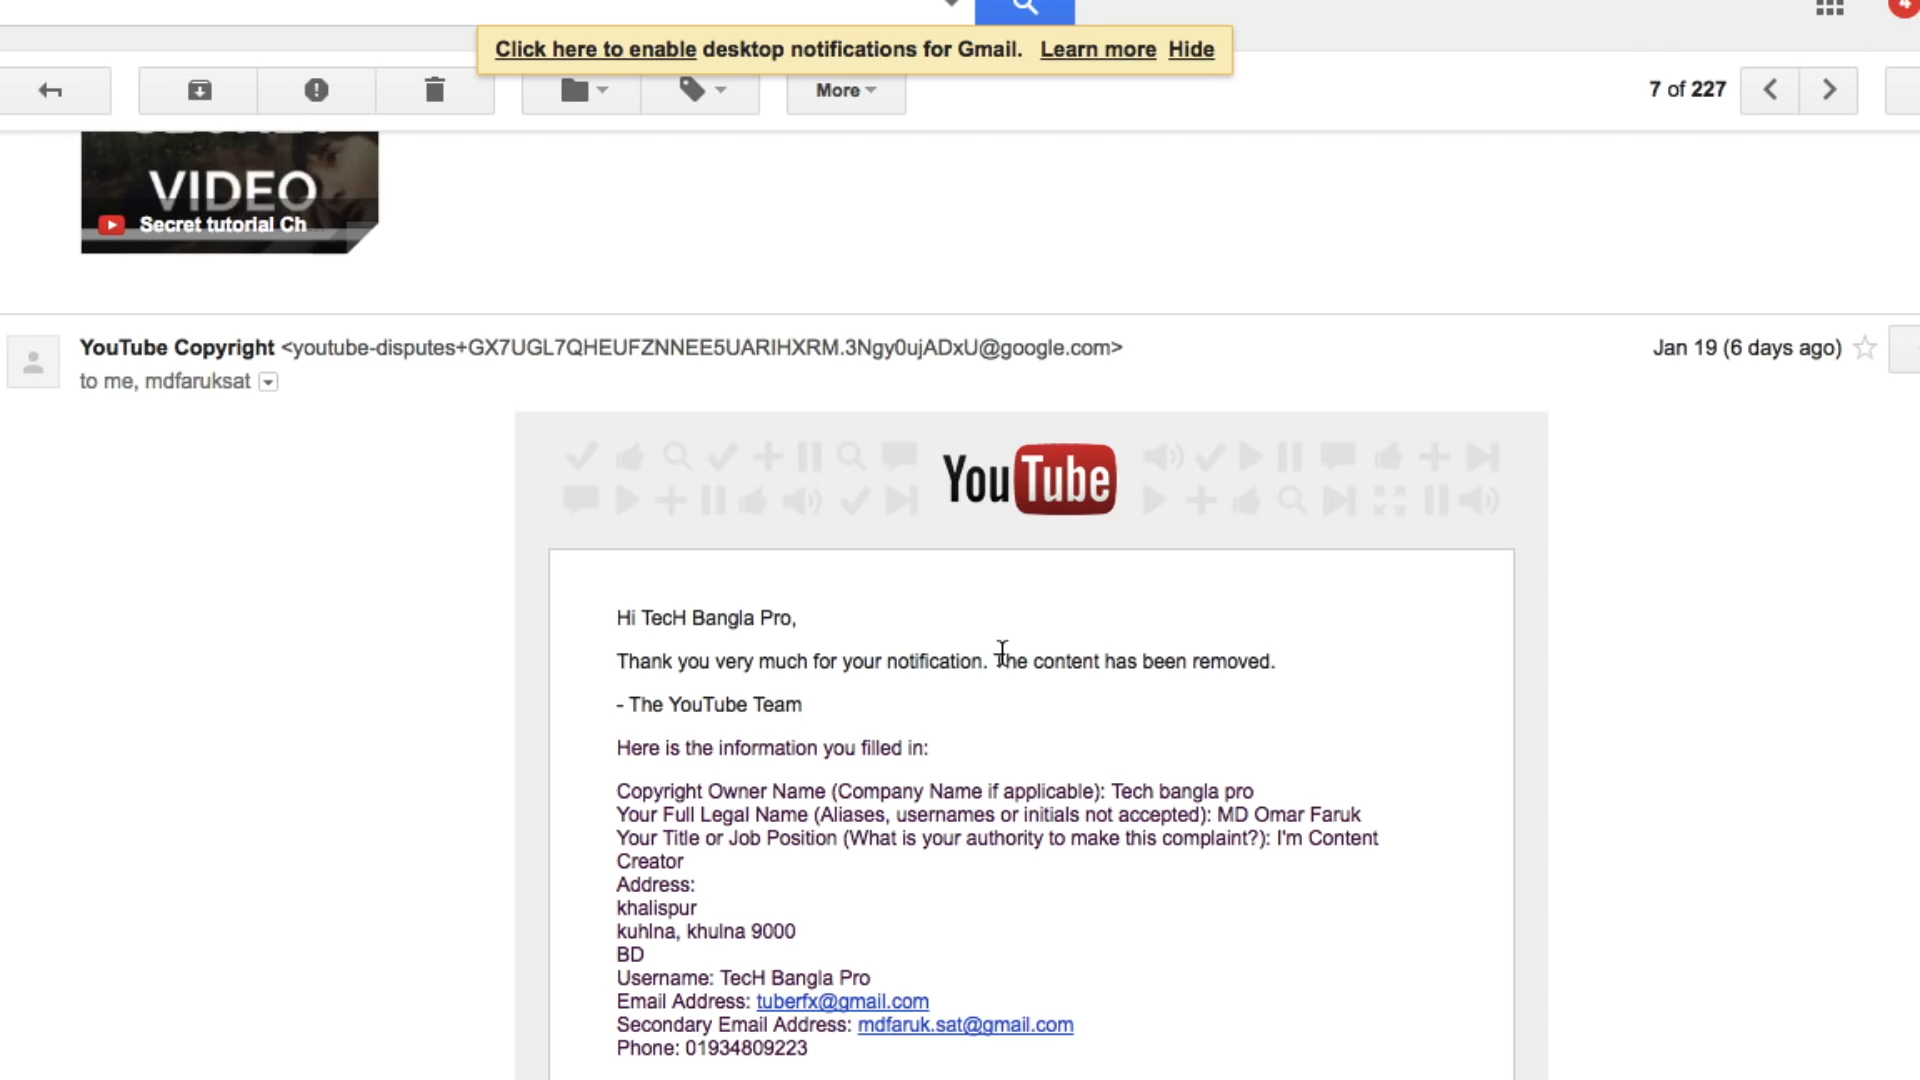 Click here to enable desktop notifications for Gmail. Learn more Hide
More
7 of 227
4
VIDEO
Secret tutorial Ch...
YouTube Copyright <youtube-disputes+GX7UGL7QHEUFZNNEE5UARIHXRM.3Ngy0ujADxU@google.com>
Jan 19 (6 days ago)
to me, mdfaruksat
YouTube
Hi TecH Bangla Pro,
Thank you very much for your notification. The content has been removed.
- The YouTube Team
Here is the information you filled in:
Copyright Owner Name (Company Name if applicable): Tech bangla pro
Your Full Legal Name (Aliases, usernames or initials not accepted): MD Omar Faruk
Your Title or Job Position (What is your authority to make this complaint?): I'm Content
Creator
Address:
khalispur
kuhlna, khulna 9000
BD
Username: TecH Bangla Pro
Email Address: tuberfx@gmail.com
Secondary Email Address: mdfaruk.sat@gmail.com
Phone: 01934809223